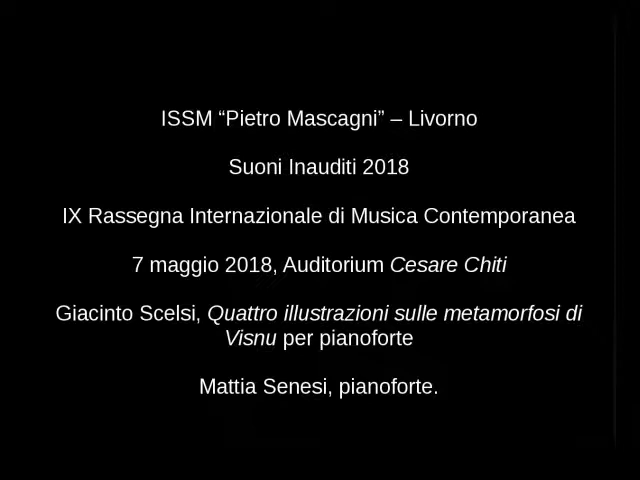 ISSM “Pietro Mascagni” – Livorno
Suoni Inauditi 2018
IX Rassegna Internazionale di Musica Contemporanea
7 maggio 2018, Auditorium Cesare Chiti
Giacinto Scelsi, Quattro illustrazioni sulle metamorfosi di
Visnu per pianoforte
Mattia Senesi, pianoforte.